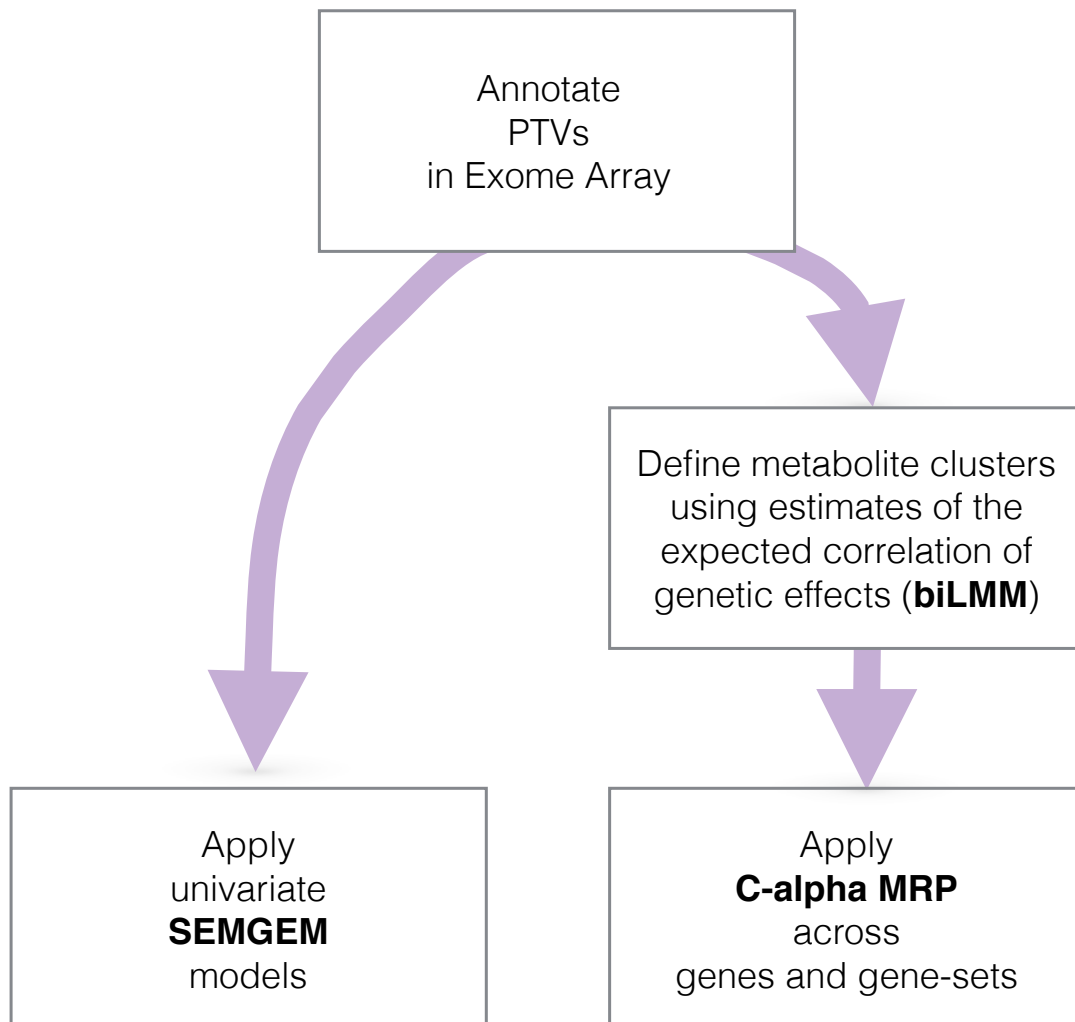 Annotate
PTVs
in Exome Array
Define metabolite clusters
using estimates of the
expected correlation of
genetic effects (biLMM)
Apply
univariate
SEMGEM
models
Apply
C-alpha MRP
across
genes and gene-sets